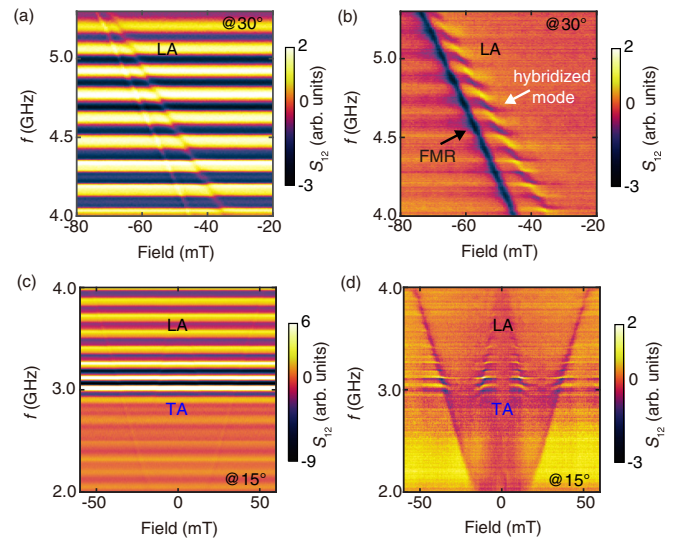 (a)
@30°
LA
5.0
4.5
4.0
f (GHz)
-80 -60 -40 -20
Field (mT)
2
0
-3
S12 (arb. units)
(b)
@30°
LA
hybridized
mode
FMR
5.0
4.5
4.0
f (GHz)
-80 -60 -40 -20
Field (mT)
2
0
-3
S12 (arb. units)
(c)
LA
TA
@15°
4.0
3.0
2.0
f (GHz)
-50 0 50
Field (mT)
6
0
-9
S12 (arb. units)
(d)
LA
TA
@15°
4.0
3.0
2.0
f (GHz)
-50 0 50
Field (mT)
2
0
-3
S12 (arb. units)